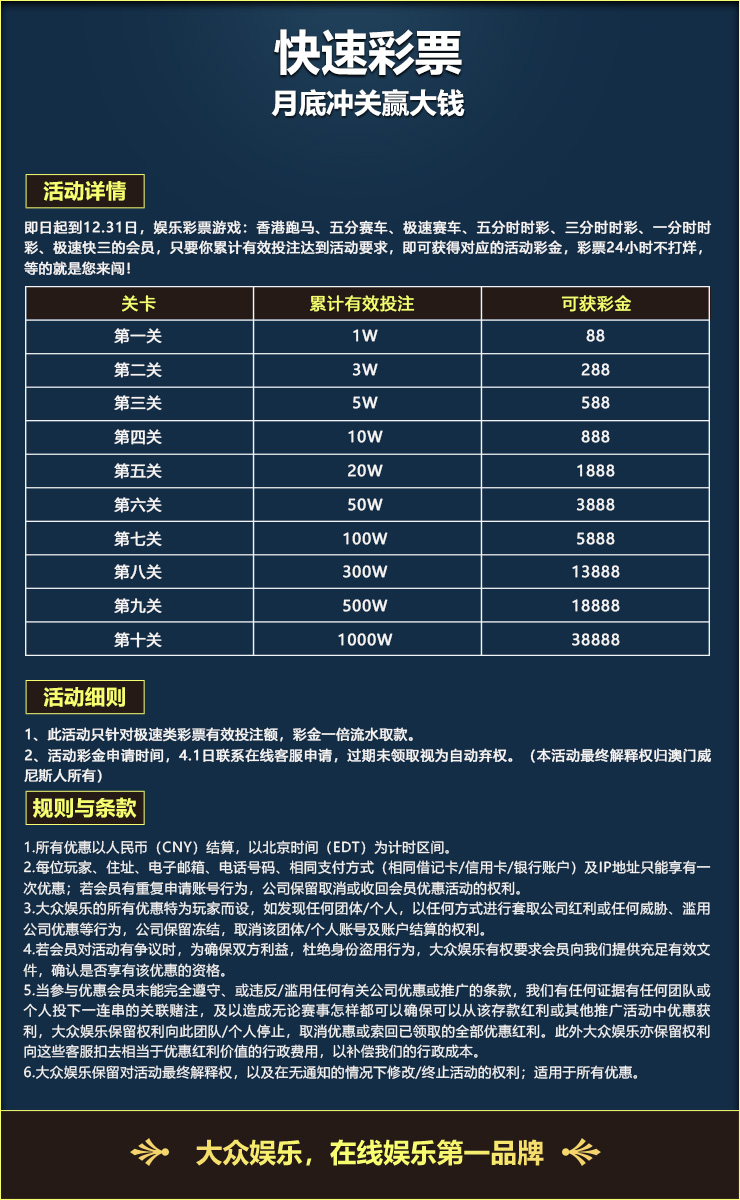 快速彩票
月底冲关赢大钱
活动详情
即日起到12.31日，娱乐彩票游戏：香港跑马、五分赛车、极速赛车、五分时时彩、三分时时彩、一分时时
彩、极速快三的会员，只要你累计有效投注达到活动要求，即可获得对应的活动彩金，彩票24小时不打烊，
等的就是您来闯！
关卡 累计有效投注 可获彩金
第一关 1W 88
第二关 3W 288
第三关 5W 588
第四关 10W 888
第五关 20W 1888
第六关 50W 3888
第七关 100W 5888
第八关 300W 13888
第九关 500W 18888
第十关 1000W 38888
活动细则
1、此活动只针对极速类彩票有效投注额，彩金一倍流水取款。
2、活动彩金申请时间，4.1日联系在线客服申请，过期未领取视为自动弃权。（本活动最终解释权归澳门威
尼斯人所有）
规则与条款
1.所有优惠以人民币（CNY）结算，以北京时间（EDT）为计时区间。
2.每位玩家、住址、电子邮箱、电话号码、相同支付方式（相同借记卡/信用卡/银行账户）及IP地址只能享有一
次优惠；若会员有重复申请账号行为，公司保留取消或收回会员优惠活动的权利。
3.大众娱乐的所有优惠特为玩家而设，如发现任何团体/个人，以任何方式进行套取公司红利或任何威胁、滥用
公司优惠等行为，公司保留冻结，取消该团体/个人账号及账户结算的权利。
4.若会员对活动有争议时，为确保双方利益，杜绝身份盗用行为，大众娱乐有权要求会员向我们提供充足有效文
件，确认是否享有该优惠的资格。
5.当参与优惠会员未能完全遵守、或违反/滥用任何有关公司优惠或推广的条款，我们有任何证据有任何团队或
个人投下一连串的关联赌注，及以造成无论赛事怎样都可以确保可以从该存款红利或其他推广活动中优惠获
利，大众娱乐保留权利向此团队/个人停止，取消优惠或索回已领取的全部优惠红利。此外大众娱乐亦保留权利
向这些客服扣去相当于优惠红利价值的行政费用，以补偿我们的行政成本。
6.大众娱乐保留对活动最终解释权，以及在无通知的情况下修改/终止活动的权利；适用于所有优惠。
大众娱乐，在线娱乐第一品牌